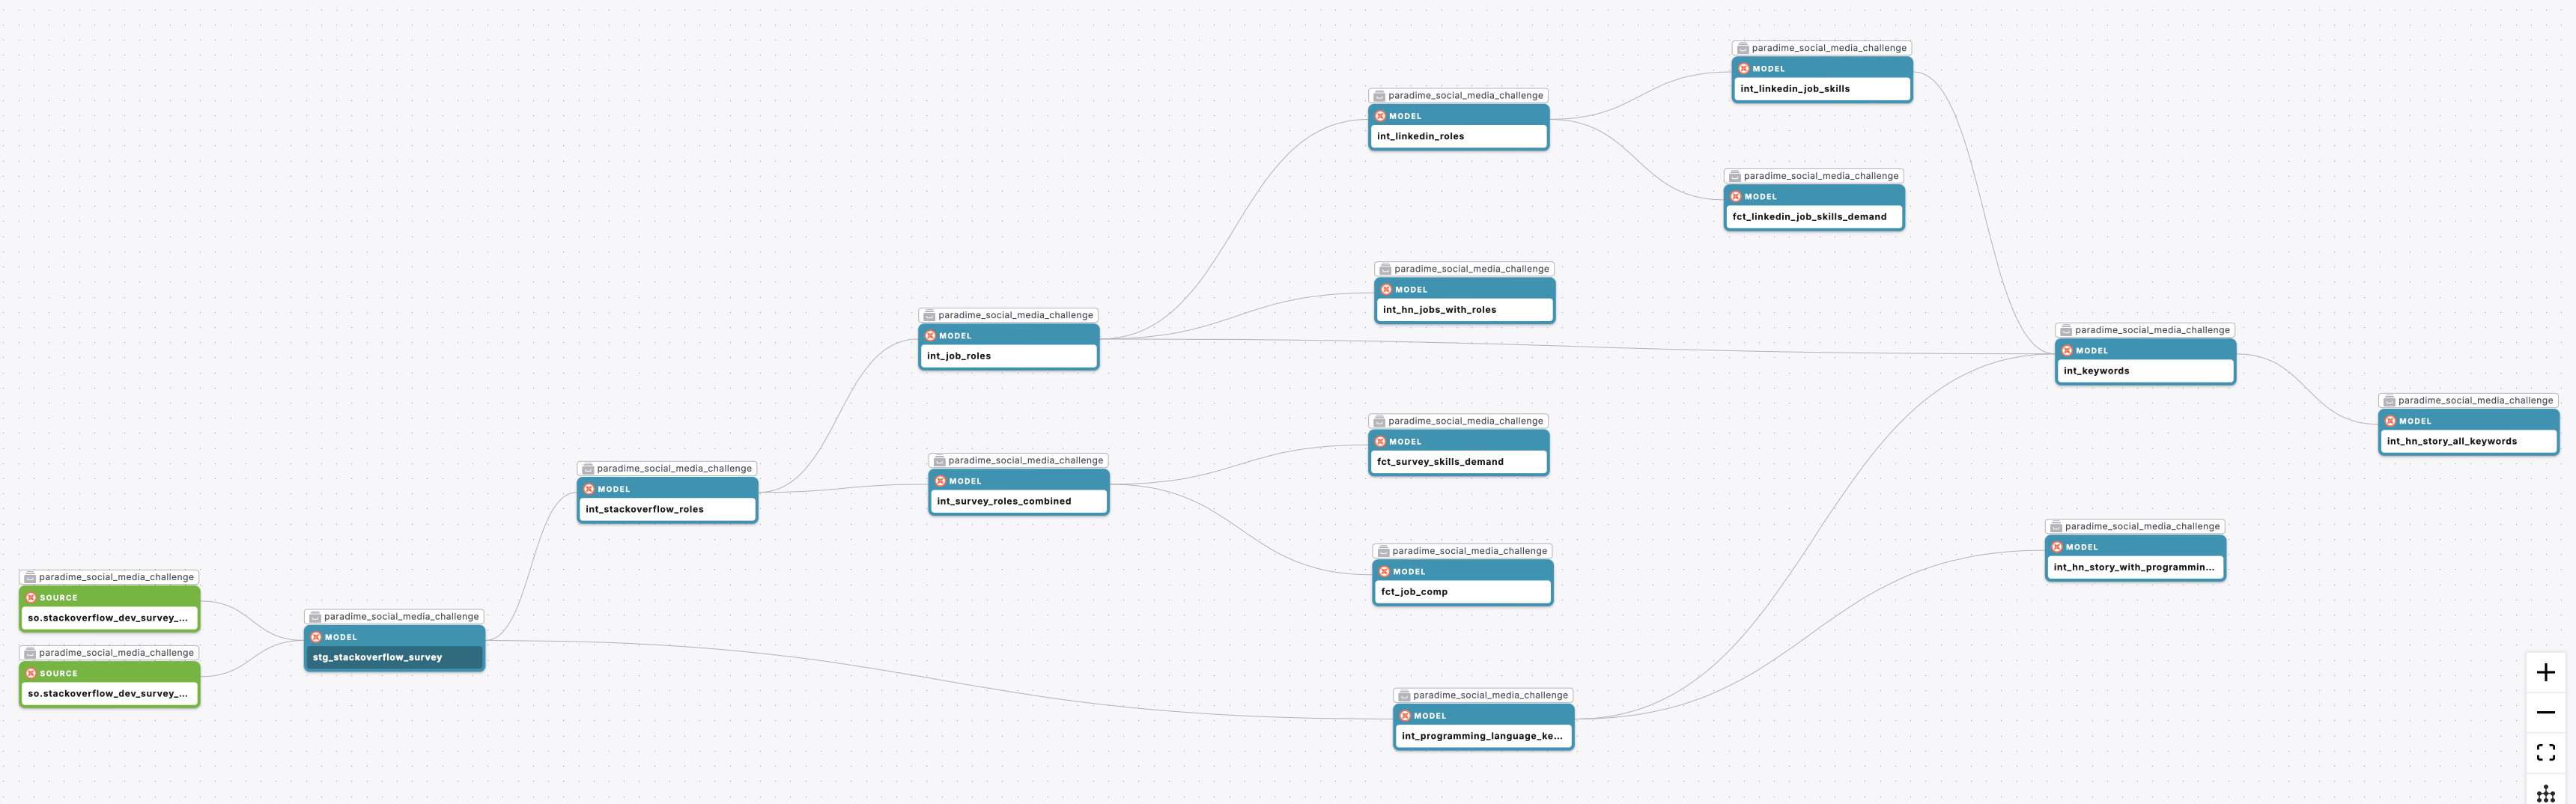 paradime_social_media_challenge
MODEL
int_linkedin_job_skills
paradime_social_media_challenge
MODEL
int_linkedin_roles
paradime_social_media_challenge
MODEL
fct_linkedin_job_skills_demand
paradime_social_media_challenge
MODEL
int_hn_jobs_with_roles
paradime_social_media_challenge
MODEL
int_job_roles
paradime_social_media_challenge
MODEL
int_keywords
paradime_social_media_challenge
MODEL
int_hn_story_all_keywords
paradime_social_media_challenge
MODEL
fct_survey_skills_demand
paradime_social_media_challenge
MODEL
int_survey_roles_combined
paradime_social_media_challenge
MODEL
int_stackoverflow_roles
paradime_social_media_challenge
MODEL
int_hn_story_with_programmin...
paradime_social_media_challenge
MODEL
fct_job_comp
paradime_social_media_challenge
SOURCE
so.stackoverflow_dev_survey_...
paradime_social_media_challenge
MODEL
stg_stackoverflow_survey
paradime_social_media_challenge
SOURCE
so.stackoverflow_dev_survey_...
paradime_social_media_challenge
MODEL
int_programming_language_ke...